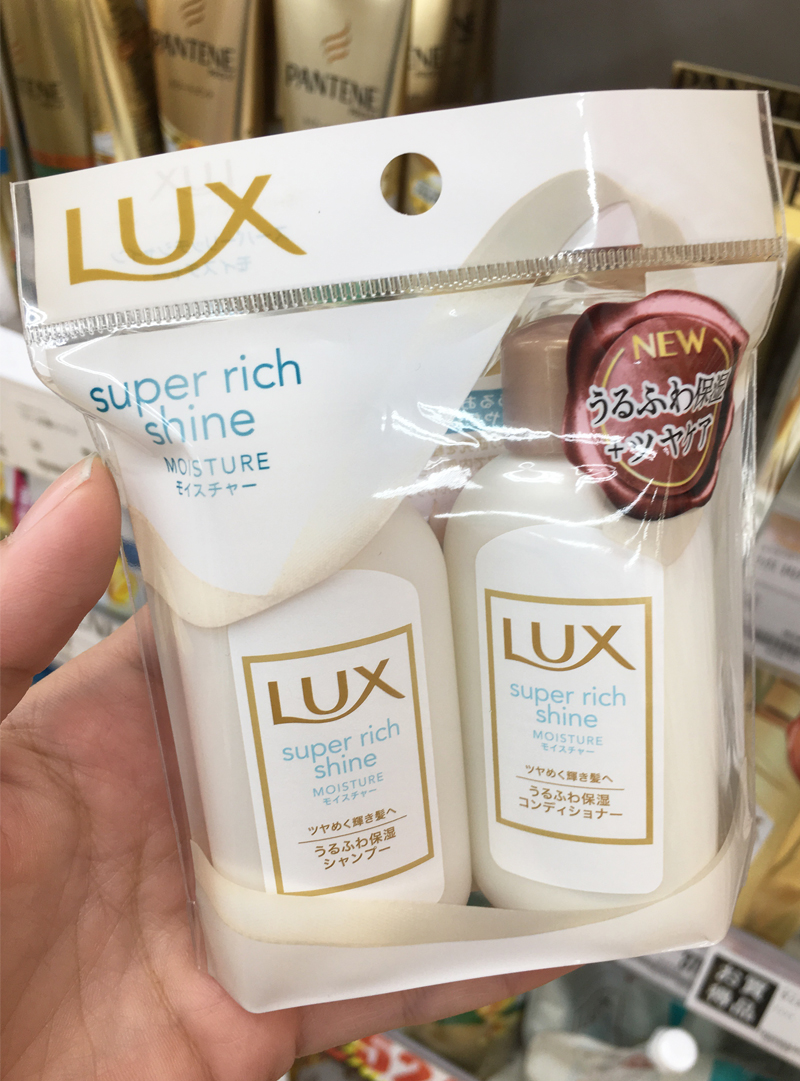 PANTENE
PANTENE
LUX
super rich
shine
MOISTURE
モイスチャー
NEW
うるふわ保湿
+ツヤケア
LUX
super rich
shine
MOISTURE
モイスチャー
ツヤめく輝き髪へ
うるふわ保湿
シャンプー
LUX
super rich
shine
MOISTURE
モイスチャー
ツヤめく輝き髪へ
うるふわ保湿
コンディショナー
お買
得品